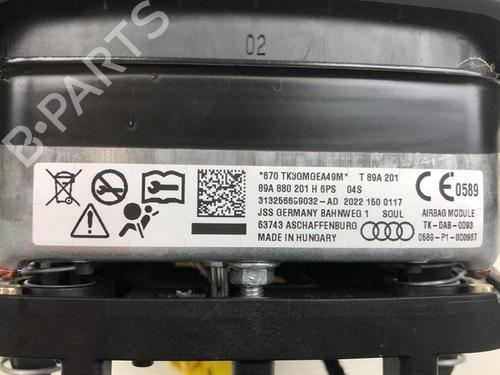 02
B-PARTS
*670 TK3GMGEA49M* T 89A 201
89A 880 201 H 6PS 04S
313256659032-AD 2022 150 0117
JSS GERMANY BAHNWEG 1 SOUL
63743 ASCHAFFENBURG
MADE IN HUNGARY
CE 0589
AIRBAG MODULE
TK-DAB-0093
0589-P1-000967